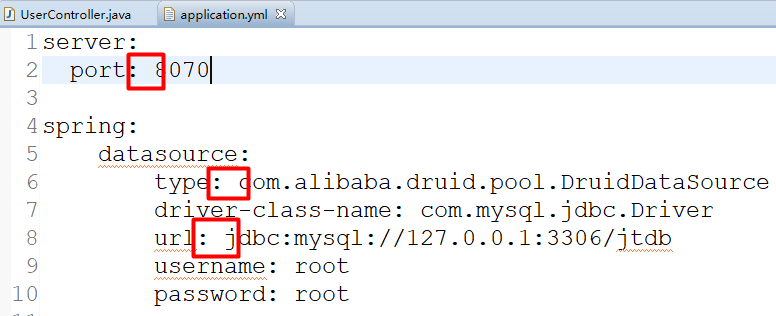 UserController.java application.yml
1 server:
2 port: 8070
3
4 spring:
5 datasource:
6 type: com.alibaba.druid.pool.DruidDataSource
7 driver-class-name: com.mysql.jdbc.Driver
8 url: jdbc:mysql://127.0.0.1:3306/jtdb
9 username: root
10 password: root